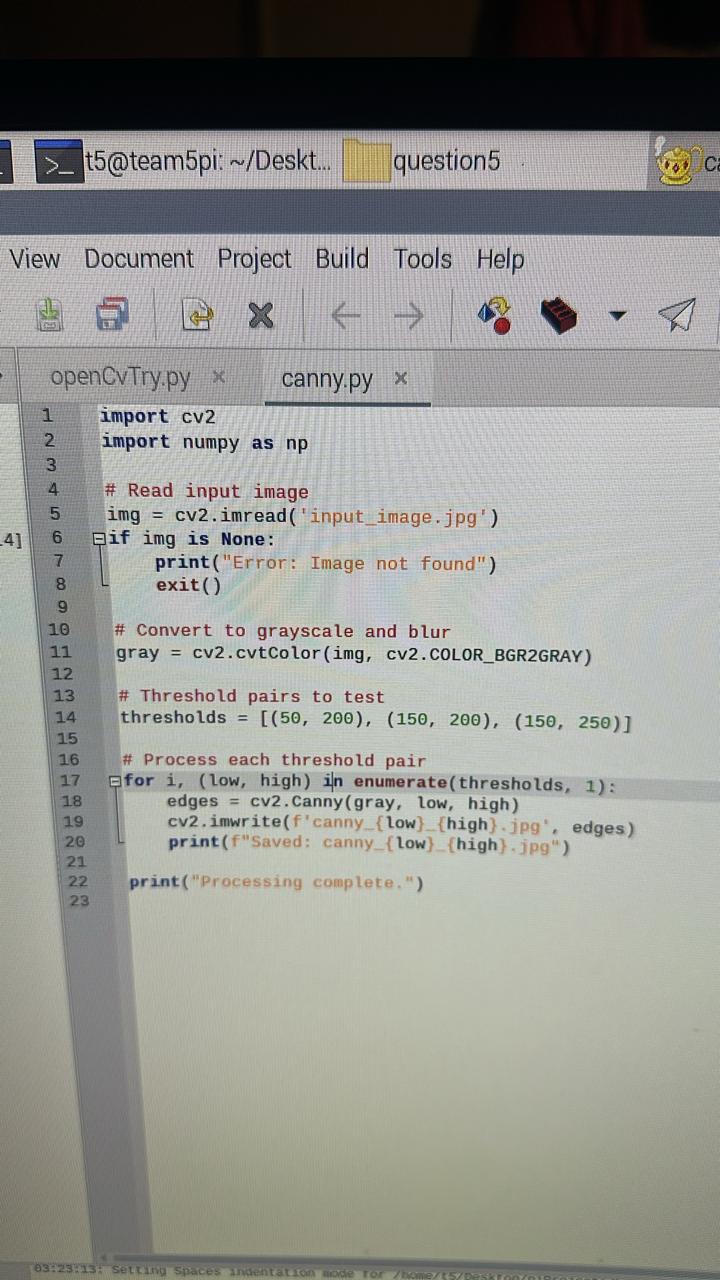 t5@team5pi: ~/Deskt... question5
View Document Project Build Tools Help
openCvTry.py × canny.py ×
1 import cv2
2 import numpy as np
3
4 # Read input image
5 img = cv2.imread('input_image.jpg')
6 if img is None:
7 print("Error: Image not found")
8 exit()
9
10 # Convert to grayscale and blur
11 gray = cv2.cvtColor(img, cv2.COLOR_BGR2GRAY)
12
13 # Threshold pairs to test
14 thresholds = [(50, 200), (150, 200), (150, 250)]
15
16 # Process each threshold pair
17 for i, (low, high) in enumerate(thresholds, 1):
18 edges = cv2.Canny(gray, low, high)
19 cv2.imwrite(f'canny_{low}_{high}.jpg', edges)
20 print(f"Saved: canny_{low}_{high}.jpg")
21
22 print("Processing complete.")
23
03:23:13: Setting Spaces indentation mode for